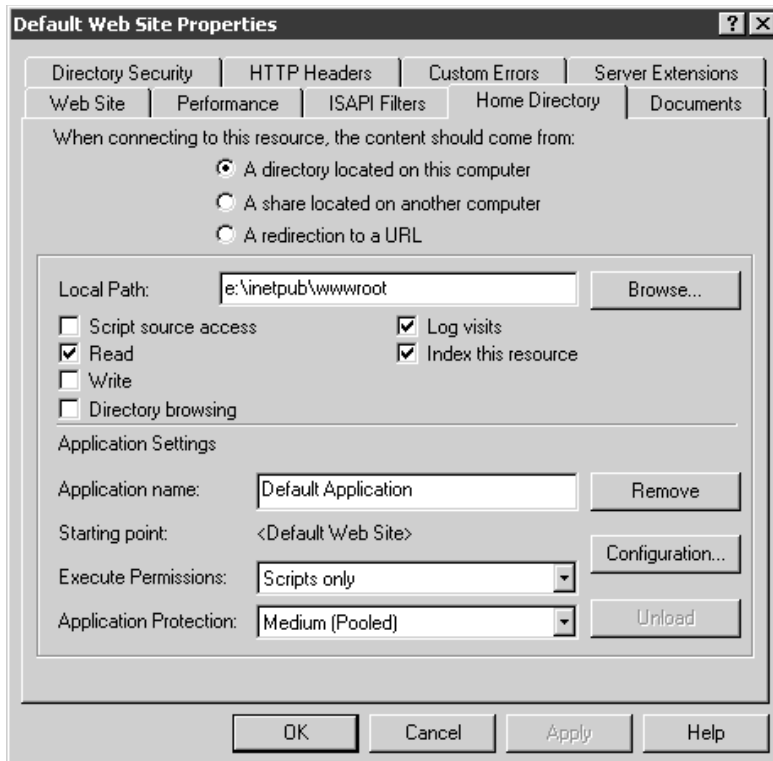 Default Web Site Properties
Directory Security HTTP Headers Custom Errors Server Extensions
Web Site Performance ISAPI Filters Home Directory Documents
When connecting to this resource, the content should come from:
A directory located on this computer
A share located on another computer
A redirection to a URL
Local Path: e:\inetpub\wwwroot Browse...
Script source access Log visits
Read Index this resource
Write
Directory browsing
Application Settings
Application name: Default Application Remove
Starting point: <Default Web Site>
Configuration...
Execute Permissions: Scripts only
Application Protection: Medium (Pooled) Unload
OK Cancel Apply Help